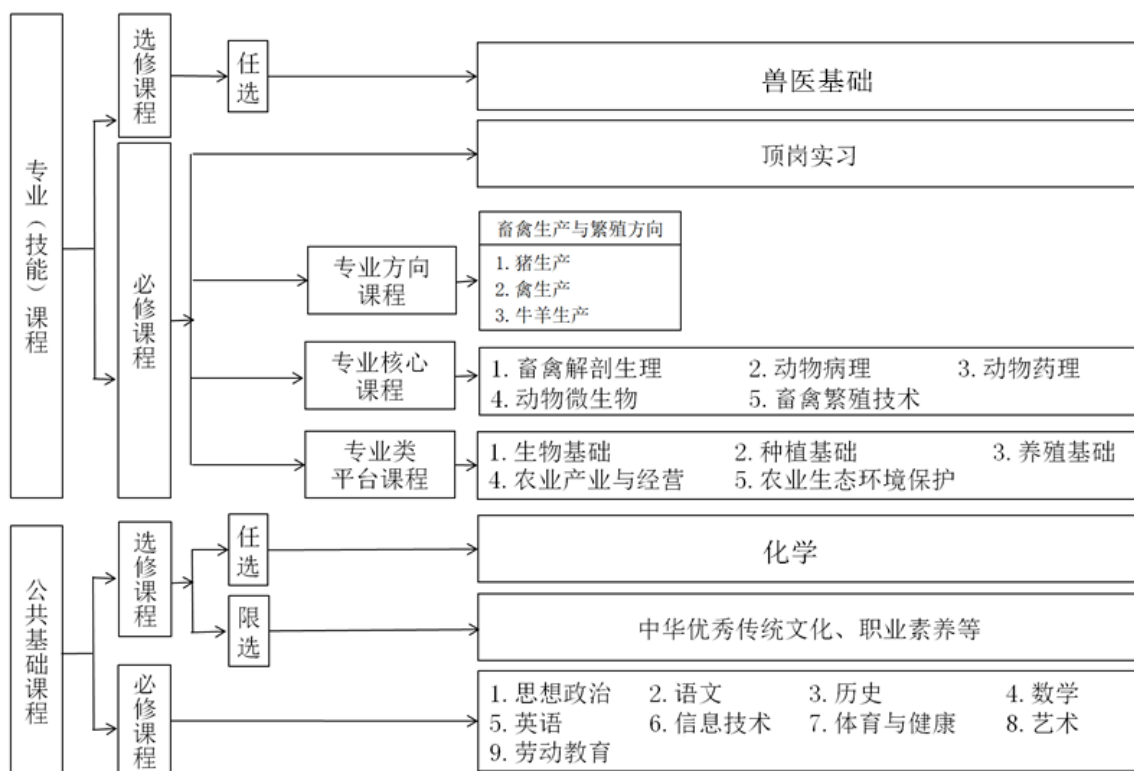 专业（技能）课程
选修课程
任选
兽医基础
必修课程
顶岗实习
专业方向
课程
畜禽生产与繁殖方向
1. 猪生产
2. 禽生产
3. 牛羊生产
专业核心
课程
1. 畜禽解剖生理 2. 动物病理 3. 动物药理
4. 动物微生物 5. 畜禽繁殖技术
专业类
平台课程
1. 生物基础 2. 种植基础 3. 养殖基础
4. 农业产业与经营 5. 农业生态环境保护
公共基础课程
选修课程
任选
化学
限选
中华优秀传统文化、职业素养等
必修课程
1. 思想政治 2. 语文 3. 历史 4. 数学
5. 英语 6. 信息技术 7. 体育与健康 8. 艺术
9. 劳动教育